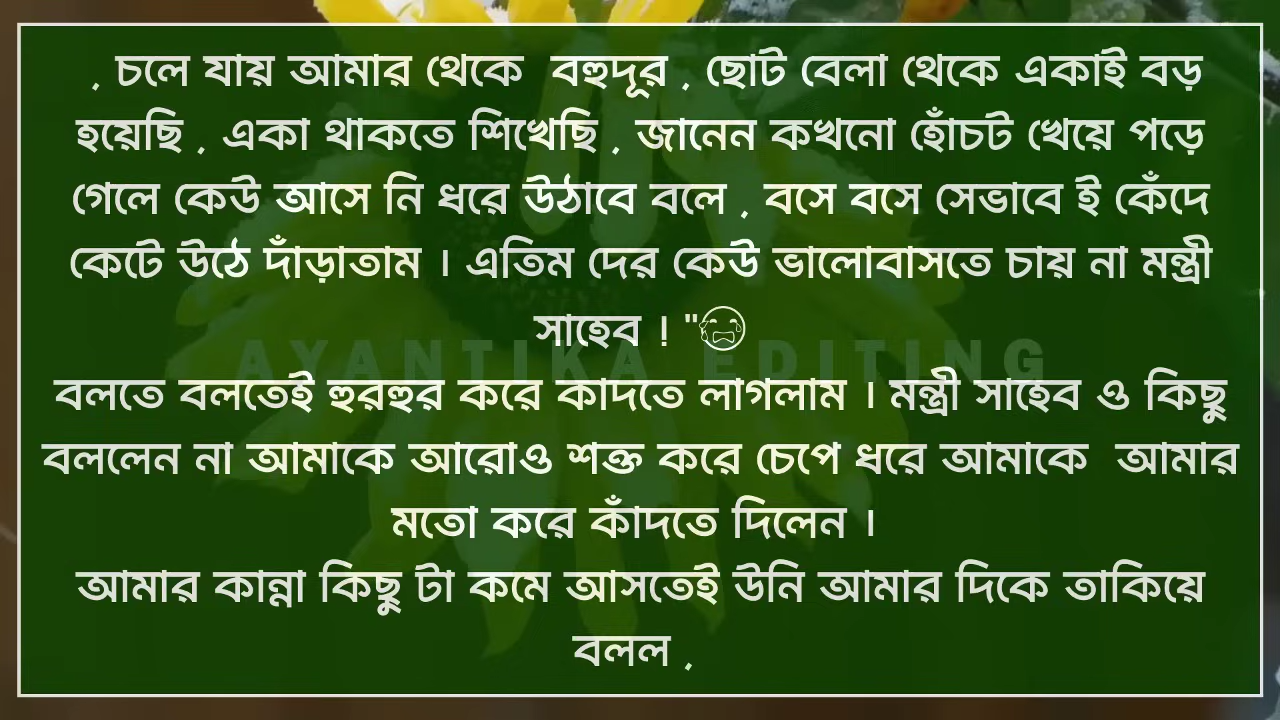 , চলে যায় আমার থেকে  বহুদূর , ছোট বেলা থেকে একাই বড়
হয়েছি , একা থাকতে শিখেছি , জানেন কখনো হোঁচট খেয়ে পড়ে
গেলে কেউ আসে নি ধরে উঠাবে বলে , বসে বসে সেভাবে ই কেঁদে
কেটে উঠে দাঁড়াতাম । এতিম দের কেউ ভালোবাসতে চায় না মন্ত্রী
সাহেব ! "😭
AYANTIKA EDITING
বলতে বলতেই হুরহুর করে কাদতে লাগলাম । মন্ত্রী সাহেব ও কিছু
বললেন না আমাকে আরোও শক্ত করে চেপে ধরে আমাকে  আমার
মতো করে কাঁদতে দিলেন ।
আমার কান্না কিছু টা কমে আসতেই উনি আমার দিকে তাকিয়ে
বলল ,